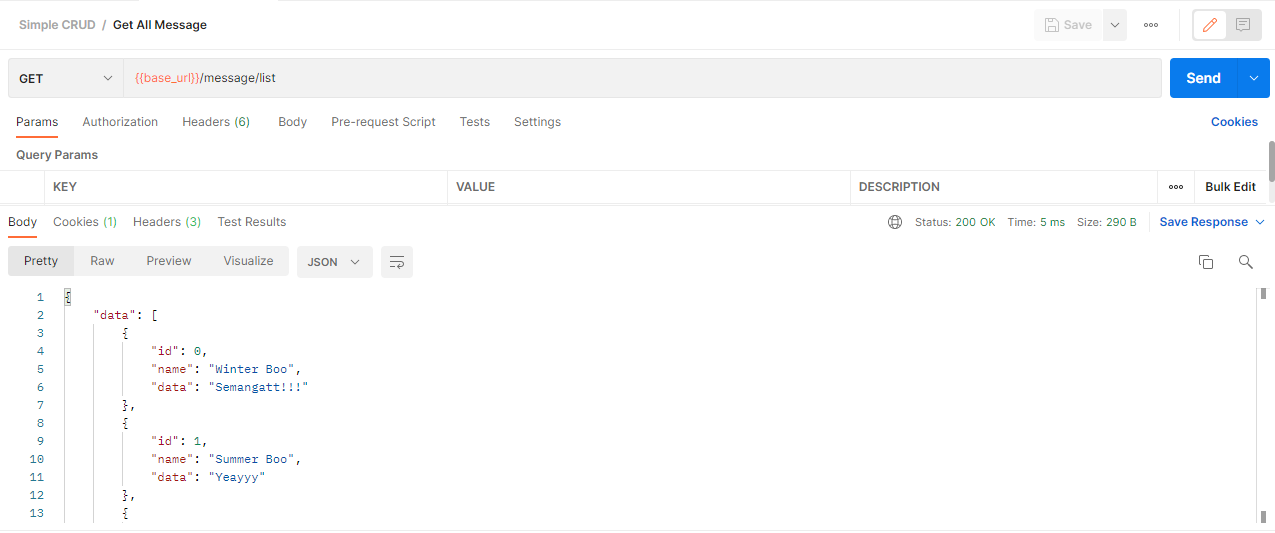 Simple CRUD / Get All Message Save
GET {{base_url}}/message/list Send
Params Authorization Headers (6) Body Pre-request Script Tests Settings Cookies
Query Params
KEY VALUE DESCRIPTION Bulk Edit
Body Cookies (1) Headers (3) Test Results Status: 200 OK Time: 5 ms Size: 290 B Save Response
Pretty Raw Preview Visualize JSON
1 {
2 "data": [
3 {
4 "id": 0,
5 "name": "Winter Boo",
6 "data": "Semangatt!!!"
7 },
8 {
9 "id": 1,
10 "name": "Summer Boo",
11 "data": "Yeayyy"
12 },
13 {